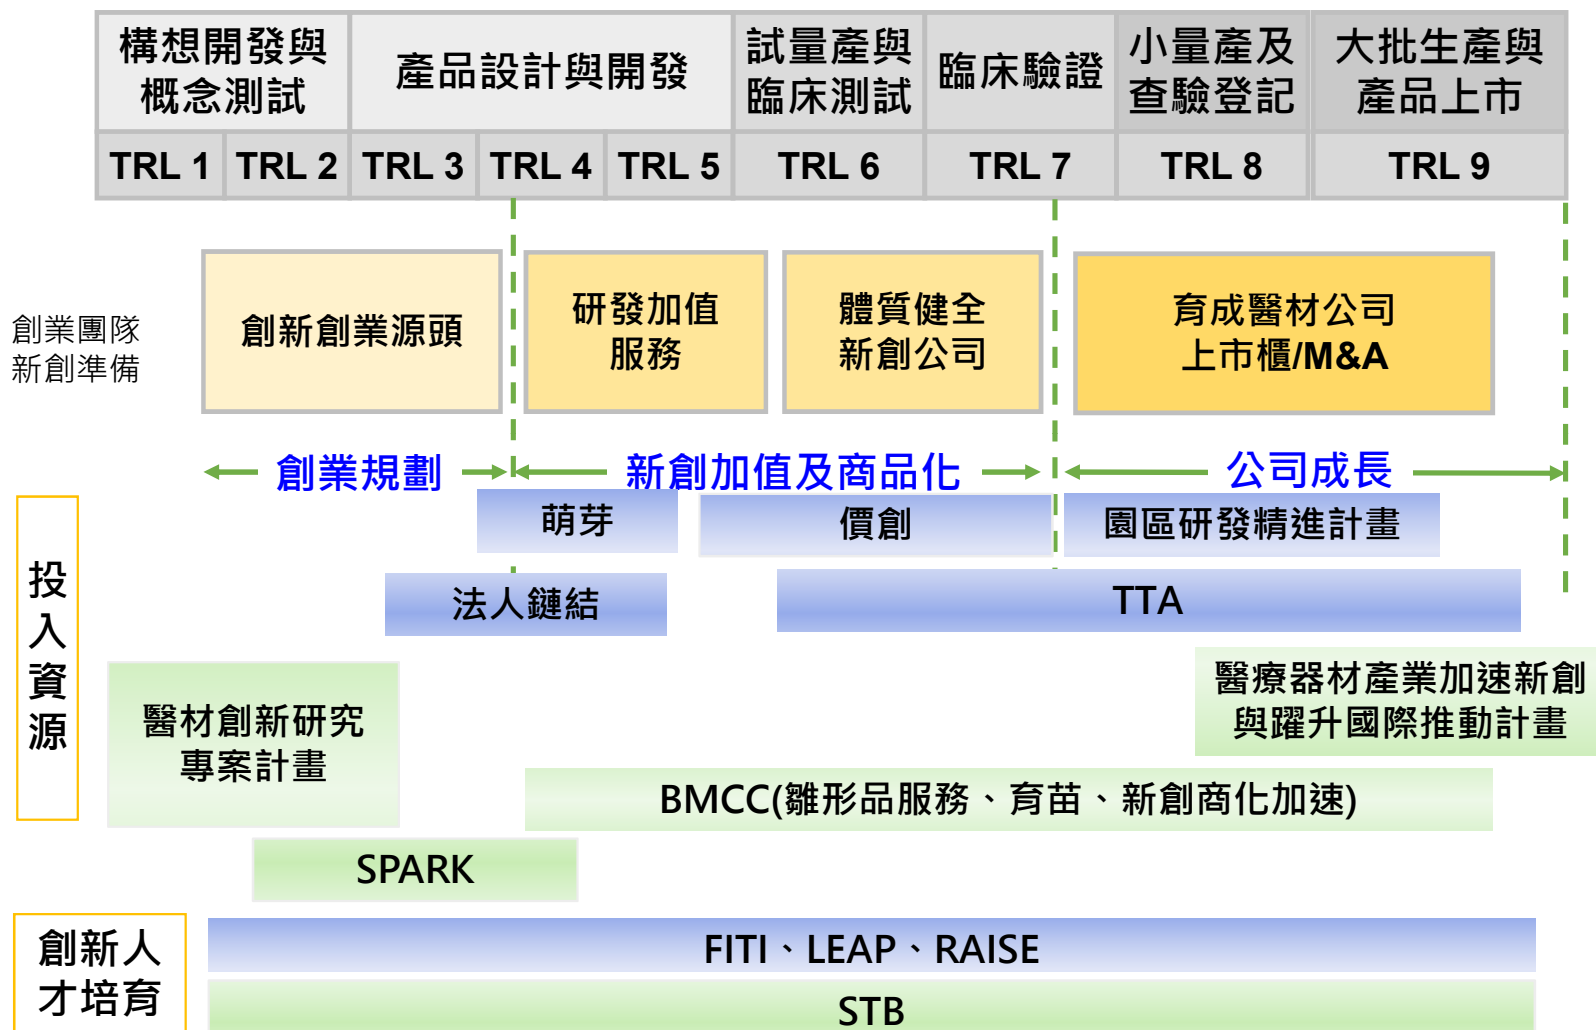 構想開發與
概念測試
產品設計與開發
試量產與
臨床測試
臨床驗證
小量產及
查驗登記
大批生產與
產品上市
TRL 1
TRL 2
TRL 3
TRL 4
TRL 5
TRL 6
TRL 7
TRL 8
TRL 9
創業團隊
新創準備
創新創業源頭
研發加值
服務
體質健全
新創公司
育成醫材公司
上市櫃/M&A
創業規劃
新創加值及商品化
公司成長
投
入
資
源
萌芽
價創
園區研發精進計畫
法人鏈結
TTA
醫材創新研究
專案計畫
醫療器材產業加速新創
與躍升國際推動計畫
BMCC(雛形品服務、育苗、新創商化加速)
SPARK
創新人
才培育
FITI、LEAP、RAISE
STB